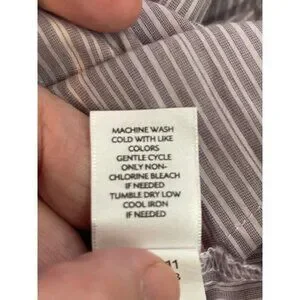 MACHINE WASH
COLD WITH LIKE
COLORS
GENTLE CYCLE
ONLY NON-
CHLORINE BLEACH
IF NEEDED
TUMBLE DRY LOW
COOL IRON
IF NEEDED
11